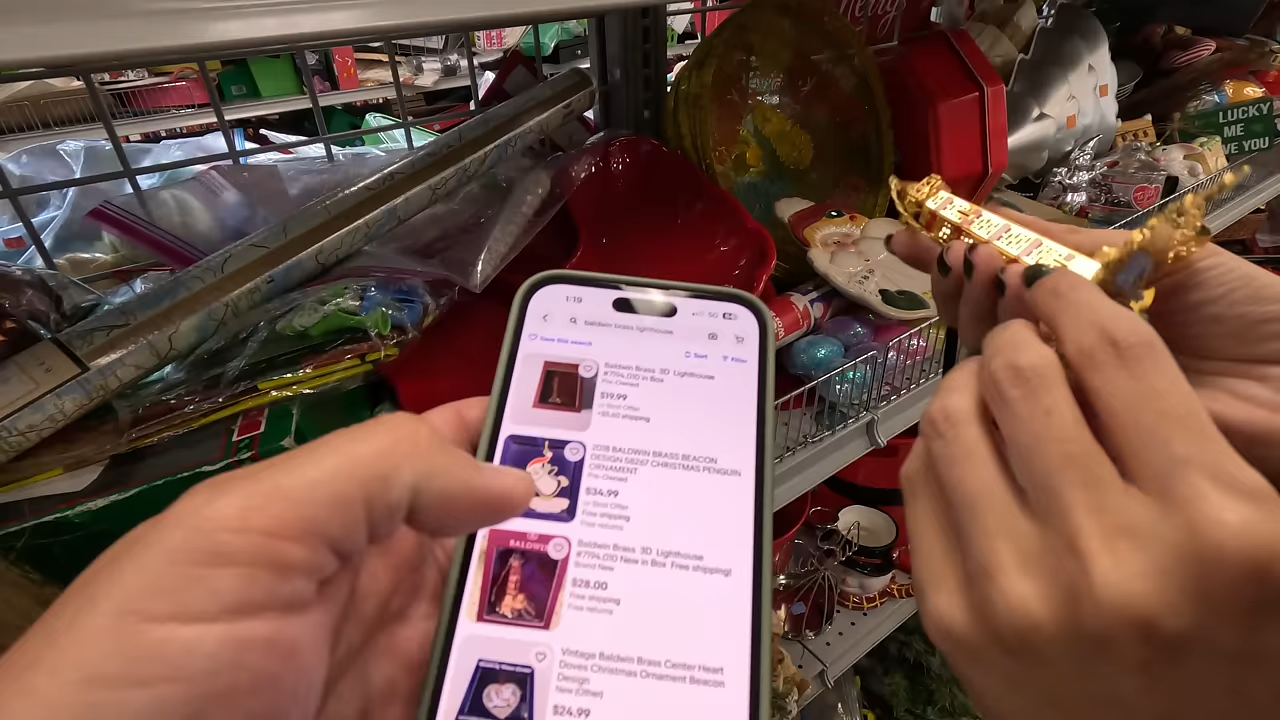 Merry
LUCKY
ME
VE YOU
1:19
5G
baldwin brass lighthouse
Save this search
Sort
Filter
Baldwin Brass 3D Lighthouse
#7794.010 in Box
Pre-Owned
$19.99
or Best Offer
+$5.60 shipping
2018 BALDWIN BRASS BEACON
DESIGN 58267 CHRISTMAS PENGUIN
ORNAMENT
Pre-Owned
$34.99
or Best Offer
Free shipping
Free returns
BALDWIN
Baldwin Brass 3D Lighthouse
#7794.010 New in Box Free shipping!
Brand New
$28.00
Free shipping
Free returns
Vintage Baldwin Brass Center Heart
Doves Christmas Ornament Beacon
Design
New (Other)
$24.99